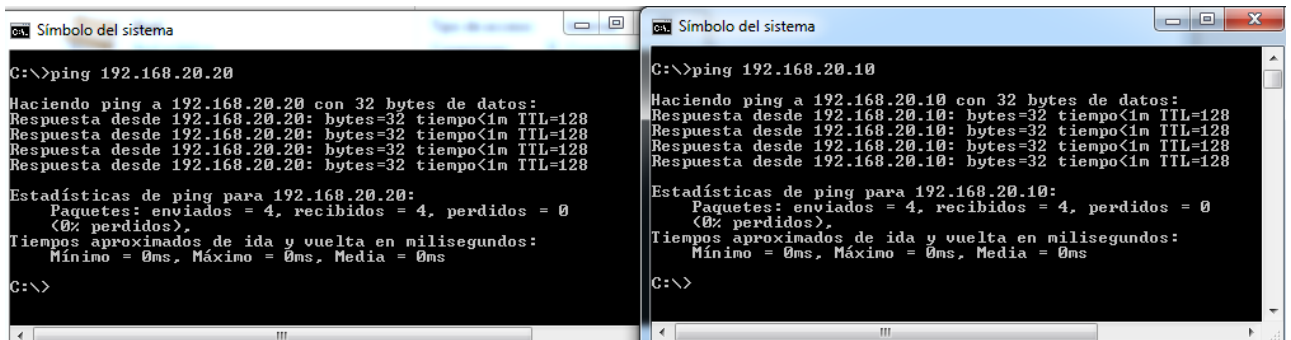 Símbolo del sistema
C:\>ping 192.168.20.20
Haciendo ping a 192.168.20.20 con 32 bytes de datos:
Respuesta desde 192.168.20.20: bytes=32 tiempo<1m TTL=128
Respuesta desde 192.168.20.20: bytes=32 tiempo<1m TTL=128
Respuesta desde 192.168.20.20: bytes=32 tiempo<1m TTL=128
Respuesta desde 192.168.20.20: bytes=32 tiempo<1m TTL=128
Estadísticas de ping para 192.168.20.20:
Paquetes: enviados = 4, recibidos = 4, perdidos = 0
(0% perdidos),
Tiempos aproximados de ida y vuelta en milisegundos:
Mínimo = 0ms, Máximo = 0ms, Media = 0ms
C:\>
Símbolo del sistema
C:\>ping 192.168.20.10
Haciendo ping a 192.168.20.10 con 32 bytes de datos:
Respuesta desde 192.168.20.10: bytes=32 tiempo<1m TTL=128
Respuesta desde 192.168.20.10: bytes=32 tiempo<1m TTL=128
Respuesta desde 192.168.20.10: bytes=32 tiempo<1m TTL=128
Respuesta desde 192.168.20.10: bytes=32 tiempo<1m TTL=128
Estadísticas de ping para 192.168.20.10:
Paquetes: enviados = 4, recibidos = 4, perdidos = 0
(0% perdidos),
Tiempos aproximados de ida y vuelta en milisegundos:
Mínimo = 0ms, Máximo = 0ms, Media = 0ms
C:\>